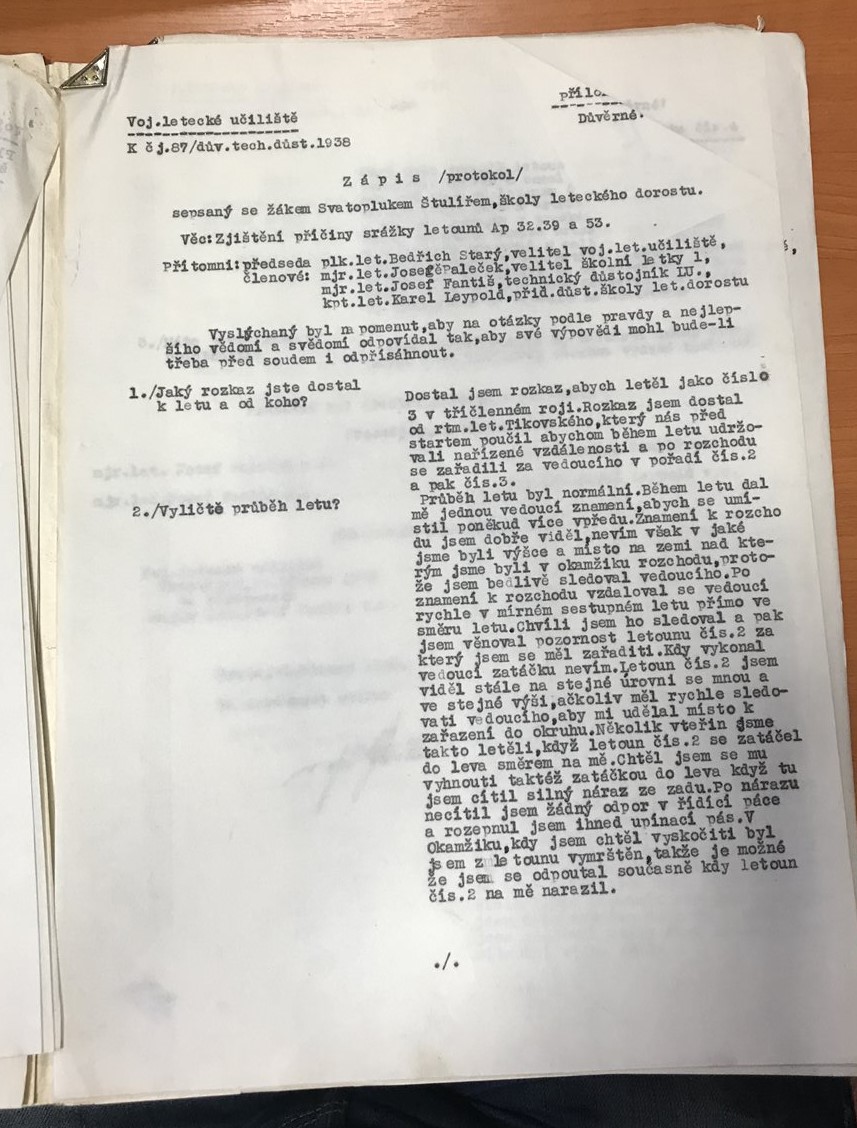 Voj.letecké učiliště
Důvěrné.
K čj.87/dův.tech.důst.1938
Z á p i s /protokol/
sepsaný se žákem Svatoplukem Štulířem,školy leteckého dorostu.
Věc:Zjištění příčiny srážky letounů Ap 32.39 a 53.
Přítomni:předseda plk.let.Bedřich Starý,velitel voj.let.učiliště,
členové: mjr.let.Josef Paleček,velitel školní letky 1,
mjr.let.Josef Fantiš,technický důstojník LU.,
kpt.let.Karel Leypold,přid.důst.školy let.dorostu
Vyslýchaný byl napomenut,aby na otázky podle pravdy a nejlep-
šího vědomí a svědomí odpovídal tak,aby své výpovědi mohl bude-li
třeba před soudem i odpřísáhnout.
1./Jaký rozkaz jste dostal
k letu a od koho?
Dostal jsem rozkaz,abych letěl jako číslo
3 v tříčlenném roji.Rozkaz jsem dostal
od rtm.let.Tikovského,který nás před
startem poučil abychom během letu udržo-
vali nařízené vzdálenosti a po rozchodu
se zařadili za vedoucího v pořadí čís.2
a pak čís.3.
2./Vyličtě průběh letu?
Průběh letu byl normální.Během letu dal
mě jednou vedoucí znamení,abych se umí-
stil poněkud více vpředu.Znamení k rozcho
du jsem dobře viděl,nevím však v jaké
jsme byli výšce a místo na zemi nad kte-
rým jsme byli v okamžiku rozchodu,proto-
že jsem bedlivě sledoval vedoucího.Po
znamení k rozchodu vzdaloval se vedoucí
rychle v mírném sestupném letu přímo ve
směru letu.Chvíli jsem ho sledoval a pak
jsem věnoval pozornost letounu čís.2 za
který jsem se měl zařaditi.Kdy vykonal
vedoucí zatáčku nevím.Letoun čís.2 jsem
viděl stále na stejné úrovni se mnou a
ve stejné výši,ačkoliv měl rychle sledo-
vati vedoucího,aby mi udělal místo k
zařazení do okruhu.Několik vteřin jsme
takto letěli,když letoun čís.2 se zatáčel
do leva směrem na mě.Chtěl jsem se mu
vyhnouti taktéž zatáčkou do leva když tu
jsem cítil silný náraz ze zadu.Po nárazu
necítil jsem žádný odpor v řídící páce
a rozepnul jsem ihned upínací pás.V
Okamžiku,kdy jsem chtěl vyskočiti byl
jsem z letounu vymrštěn,takže je možné
že jsem se odpoutal současně kdy letoun
čís.2 na mě narazil.
./.